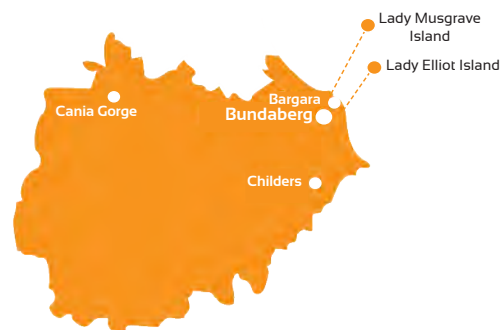 Lady Musgrave
Island
Lady Elliot Island
Bargara
Bundaberg
Cania Gorge
Childers